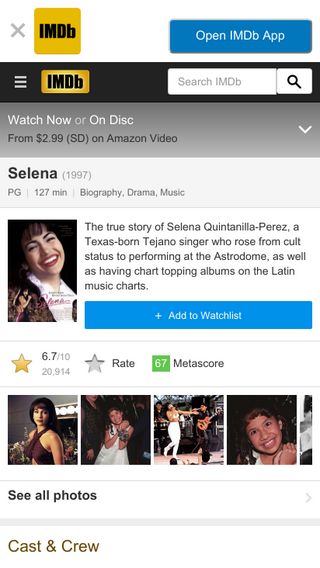 IMDb
Open IMDb App
IMDb
Search IMDb
Watch Now or On Disc
From $2.99 (SD) on Amazon Video
Selena (1997)
PG | 127 min | Biography, Drama, Music
The true story of Selena Quintanilla-Perez, a
Texas-born Tejano singer who rose from cult
status to performing at the Astrodome, as well
as having chart topping albums on the Latin
music charts.
+ Add to Watchlist
6.7/10
20,914
Rate
67 Metascore
See all photos
Cast & Crew